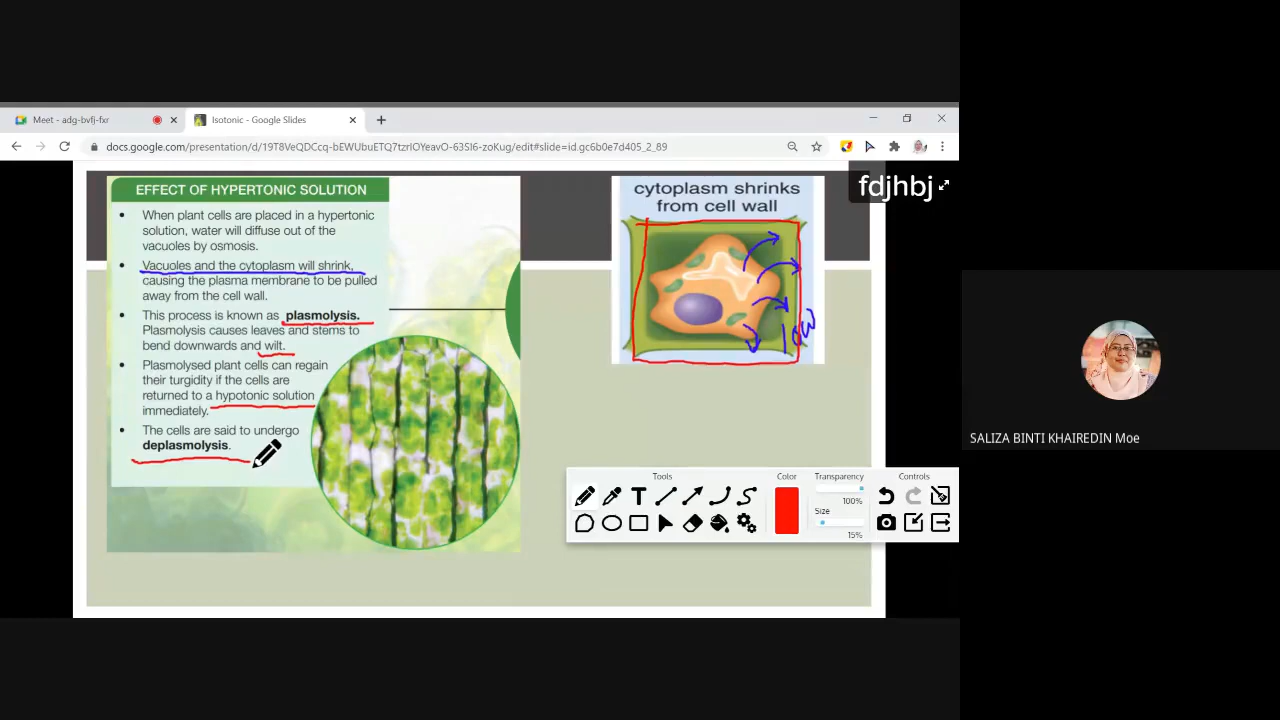 Meet - adg-bvfj-fxr
Isotonic - Google Slides
docs.google.com/presentation/d/19T8VeQDCcq-bEWUbuETQ7tzrIOYeavO-63SI6-zoKug/edit#slide=id.gc6b0e7d405_2_89
fdjhbj
EFFECT OF HYPERTONIC SOLUTION
• When plant cells are placed in a hypertonic
solution, water will diffuse out of the
vacuoles by osmosis.
• Vacuoles and the cytoplasm will shrink,
causing the plasma membrane to be pulled
away from the cell wall.
• This process is known as plasmolysis.
Plasmolysis causes leaves and stems to
bend downwards and wilt.
• Plasmolysed plant cells can regain
their turgidity if the cells are
returned to a hypotonic solution
immediately.
• The cells are said to undergo
deplasmolysis.
cytoplasm shrinks
from cell wall
low
Tools
Color
Transparency
Controls
T
100%
Size
15%
SALIZA BINTI KHAIREDIN Moe